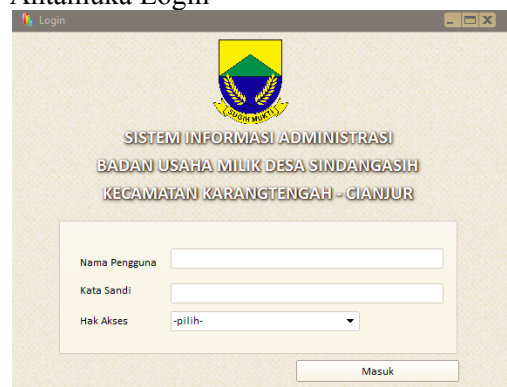 Antarmuka Login
Login
SUGIH MUKTI
SISTEM INFORMASI ADMINISTRASI
BADAN USAHA MILIK DESA SINDANGASIH
KECAMATAN KARANGTENGAH - CIANJUR
Nama Pengguna
Kata Sandi
Hak Akses
-pilih-
Masuk